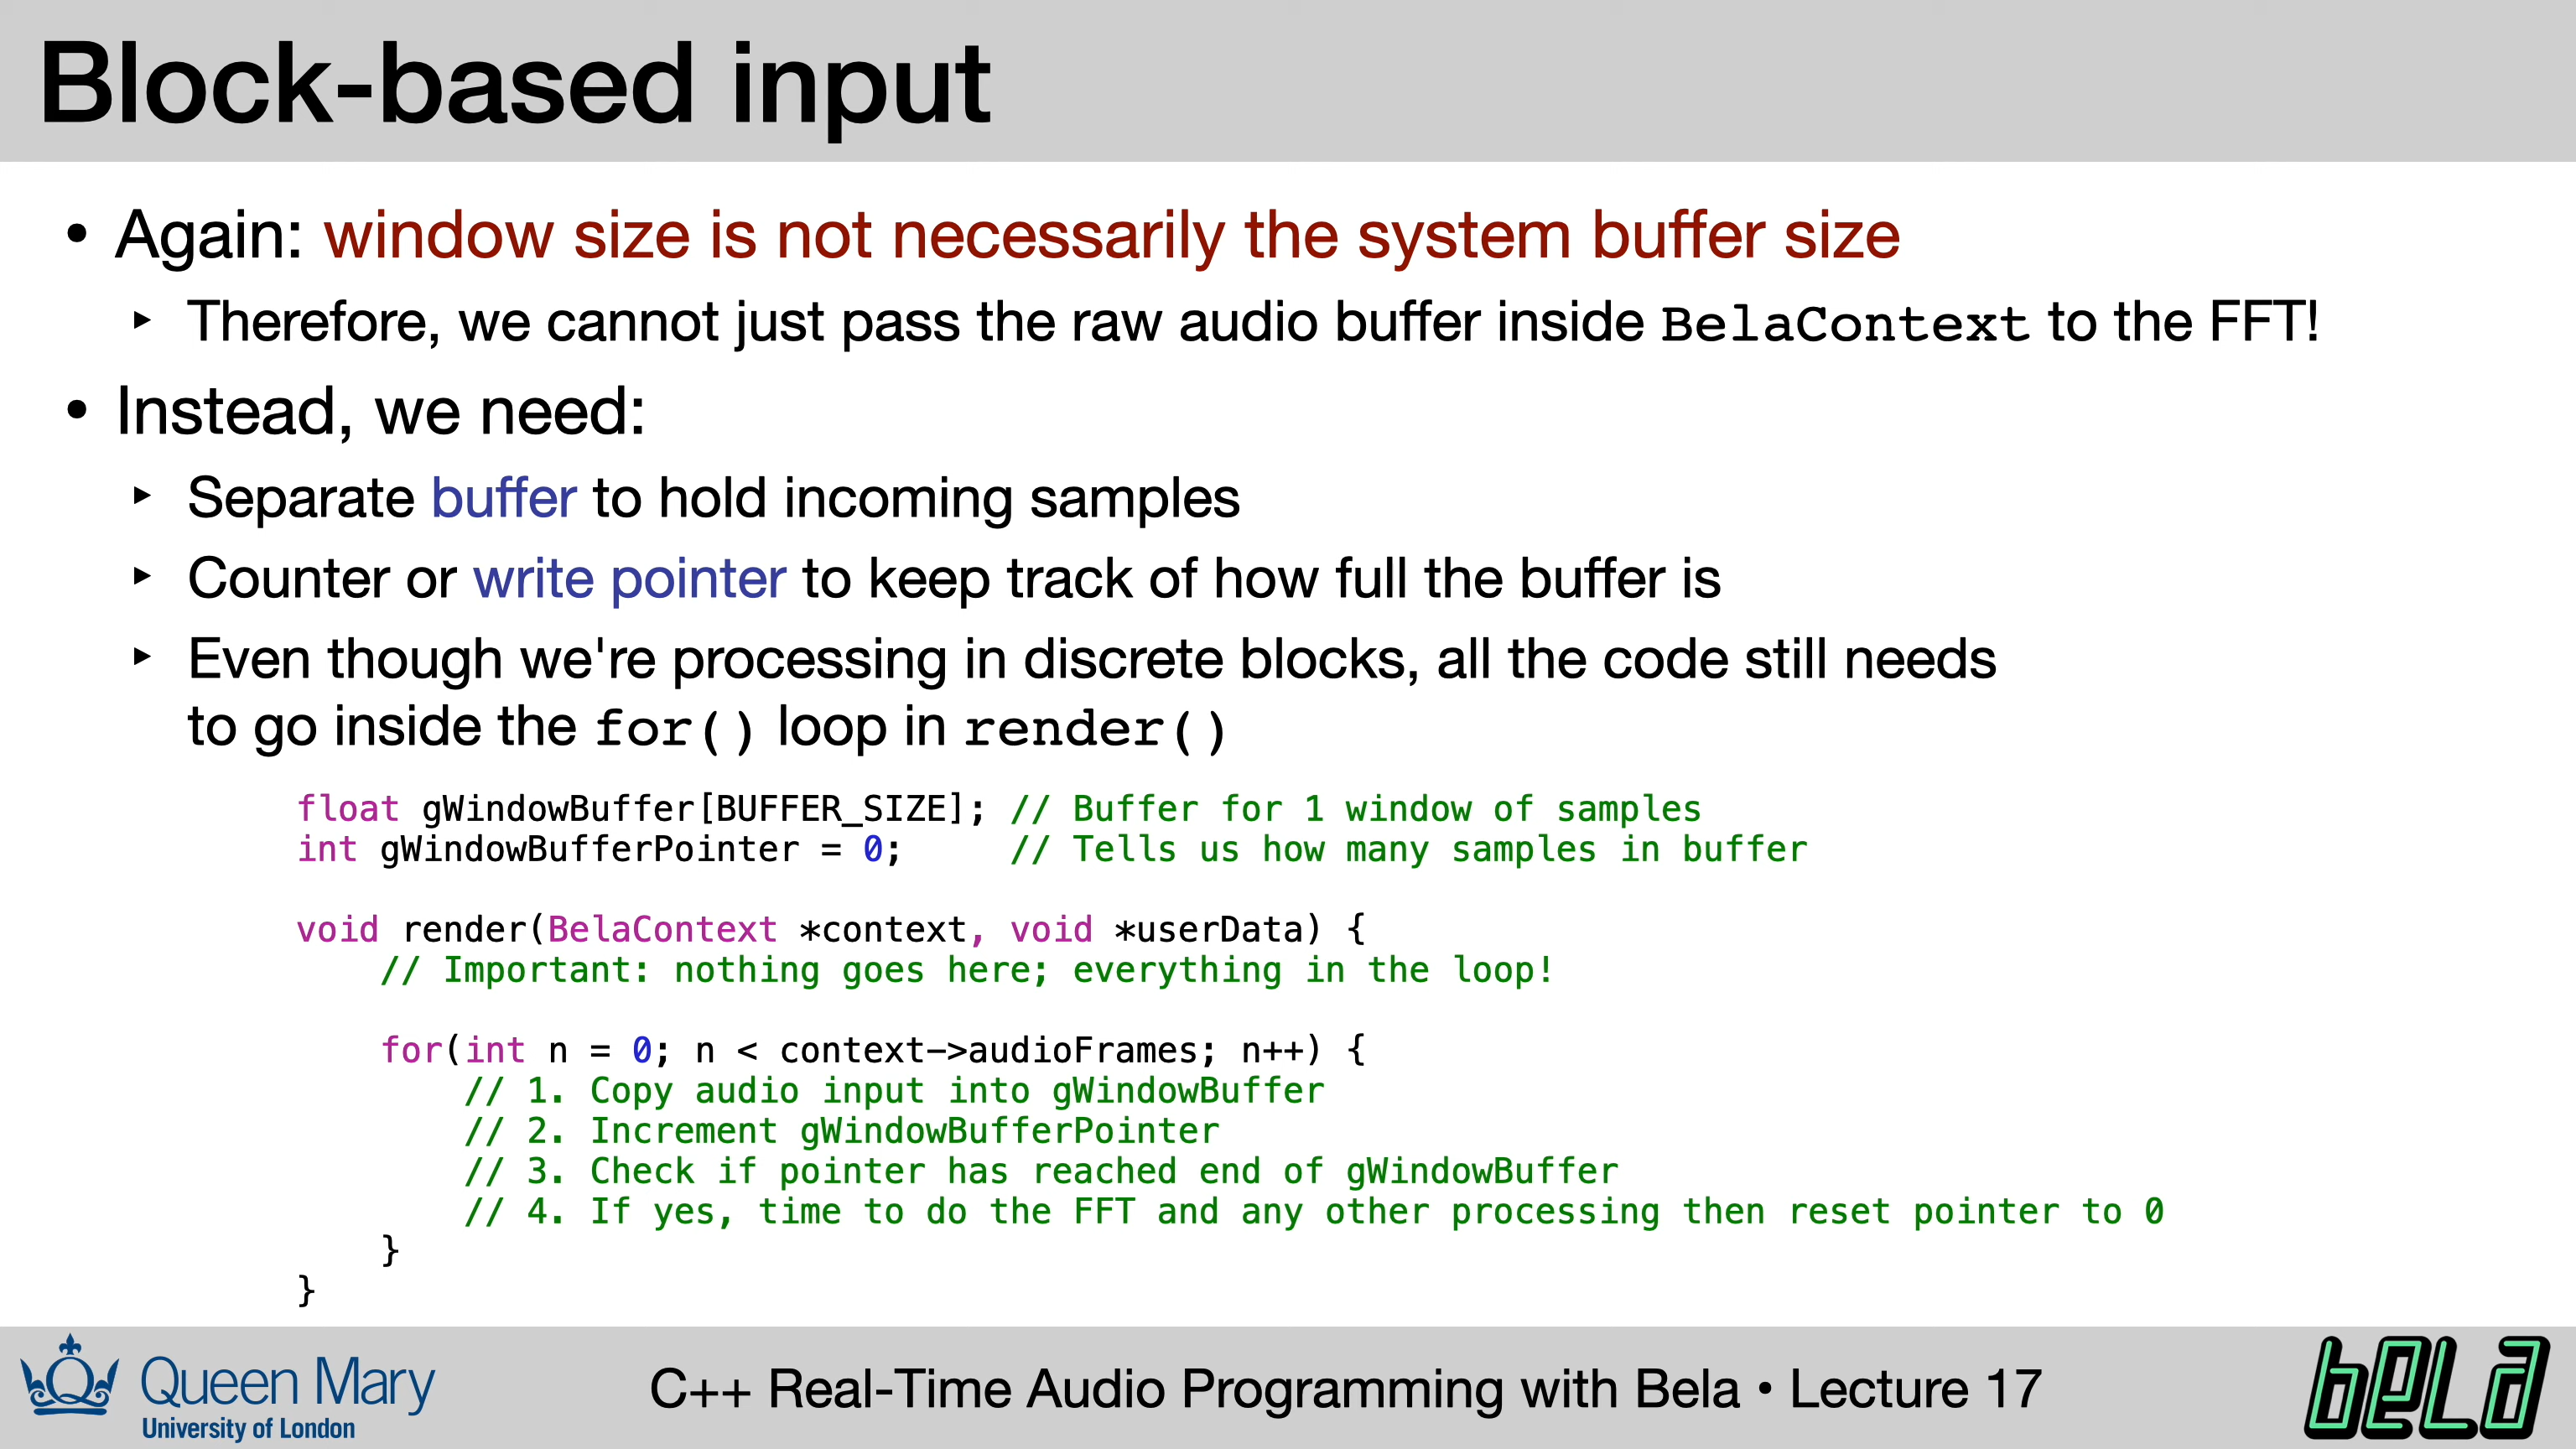 Block-based input
• Again: window size is not necessarily the system buffer size
‣ Therefore, we cannot just pass the raw audio buffer inside BelaContext to the FFT!
• Instead, we need:
‣ Separate buffer to hold incoming samples
‣ Counter or write pointer to keep track of how full the buffer is
‣ Even though we're processing in discrete blocks, all the code still needs
to go inside the for() loop in render()
float gWindowBuffer[BUFFER_SIZE]; // Buffer for 1 window of samples
int gWindowBufferPointer = 0;     // Tells us how many samples in buffer
void render(BelaContext *context, void *userData) {
    // Important: nothing goes here; everything in the loop!
    for(int n = 0; n < context->audioFrames; n++) {
        // 1. Copy audio input into gWindowBuffer
        // 2. Increment gWindowBufferPointer
        // 3. Check if pointer has reached end of gWindowBuffer
        // 4. If yes, time to do the FFT and any other processing then reset pointer to 0
    }
}
Queen Mary
University of London
C++ Real-Time Audio Programming with Bela • Lecture 17
bela